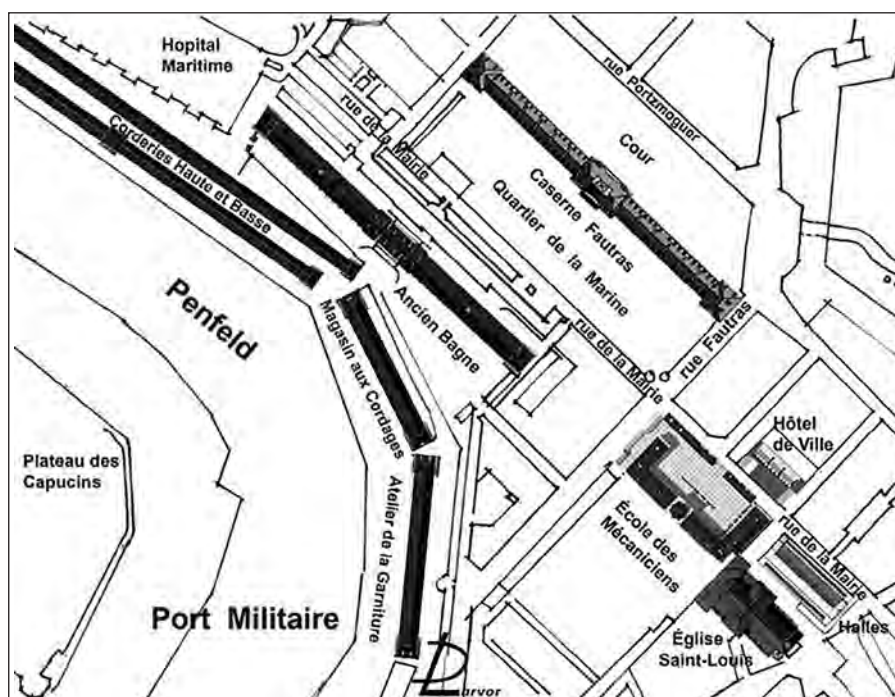 Hopital
Maritime
rue Portzmoguer
rue de la Mairie
Cour
Corderies Haute et Basse
Caserne Fautras
Quartier de la Marine
Penfeld
Ancien Bagne
Magasin aux Cordages
rue de la Mairie
rue Fautras
Hôtel
de Ville
Plateau des
Capucins
Atelier de la Garniture
École des
Mécaniciens
rue de la Mairie
Port Militaire
Halles
Église
Saint-Louis
Larvor